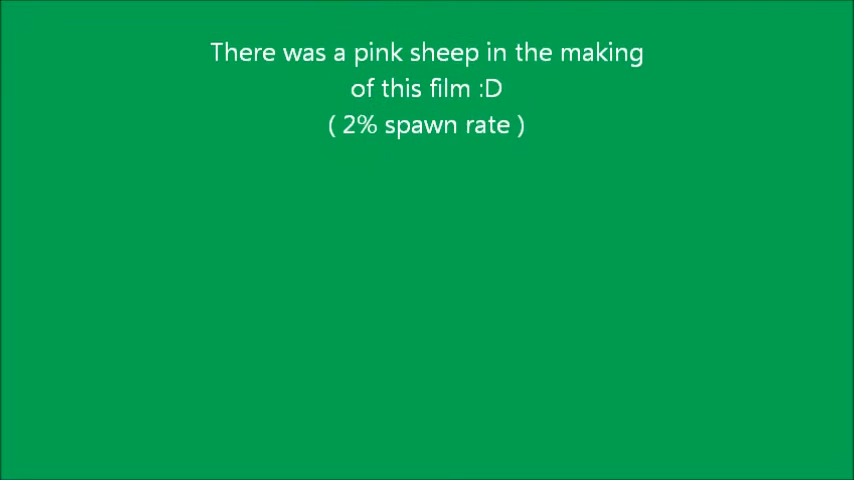 There was a pink sheep in the making
of this film :D
( 2% spawn rate )